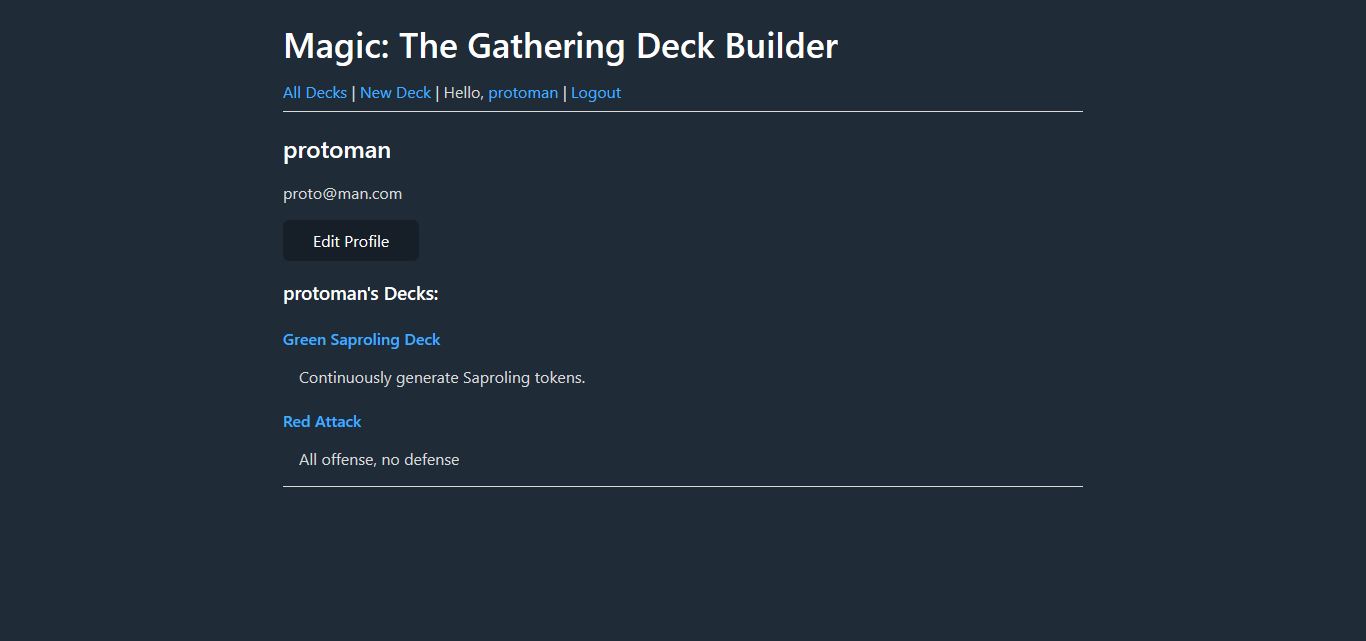 Magic: The Gathering Deck Builder
All Decks | New Deck | Hello, protoman | Logout
protoman
proto@man.com
Edit Profile
protoman's Decks:
Green Saproling Deck
Continuously generate Saproling tokens.
Red Attack
All offense, no defense